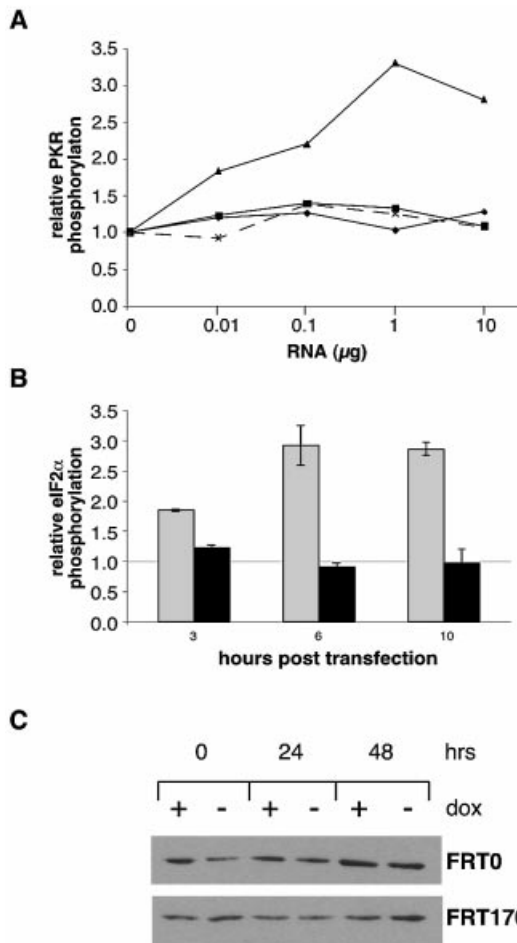 A
relative PKR
phosphorylaton
3.5
3.0
2.5
2.0
1.5
1.0
0.5
0.0
0 0.01 0.1 1 10
RNA (µg)
B
relative eIF2α
phosphorylation
3.5
3.0
2.5
2.0
1.5
1.0
0.5
0.0
3 6 10
hours post transfection
C
0 24 48 hrs
+ - + - + - dox
FRT0
FRT170